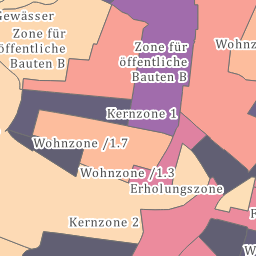 Gewässer
Zone für
öffentliche
Bauten B
Zone für
öffentliche
Bauten B
Wohnz
Kernzone 1
Wohnzone /1.7
Wohnzone /1.3
Erholungszone
Kernzone 2
F
W